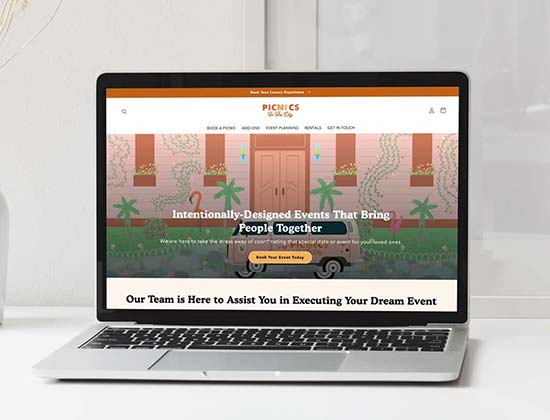 Book Your Luxury Experience
PICNICS
In The City
BOOK A PICNIC ADD-ONS EVENT PLANNING RENTALS GET IN TOUCH
Intentionally-Designed Events That Bring
People Together
We are here to take the stress away of coordinating that special date or event for your loved ones.
Book Your Event Today
Our Team is Here to Assist You in Executing Your Dream Event